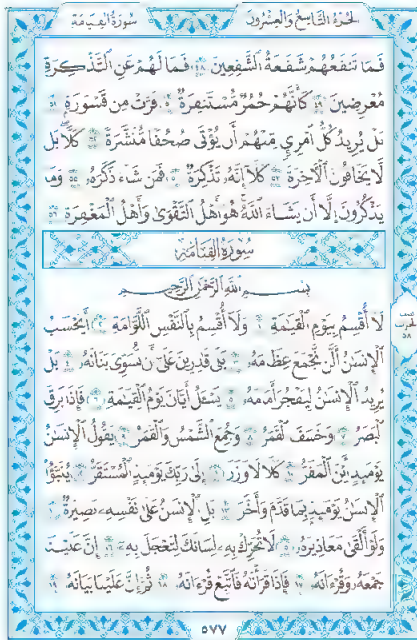 الجزء التاسع والعشرون
سورة القيامة
فَمَا تَنفَعُهُمْ شَفَٰعَةُ ٱلشَّٰفِعِينَ ٤٨ فَمَا لَهُمْ عَنِ ٱلتَّذْكِرَةِ
مُعْرِضِينَ ٤٩ كَأَنَّهُمْ حُمُرٌ مُّسْتَنفِرَةٌ ٥٠ فَرَّتْ مِن قَسْوَرَةٍ ٥١
بَلْ يُرِيدُ كُلُّ ٱمْرِئٍ مِّنْهُمْ أَن يُؤْتَىٰ صُحُفًا مُّنَشَّرَةً ٥٢ كَلَّا بَل
لَّا يَخَافُونَ ٱلْءَاخِرَةَ ٥٣ كَلَّا إِنَّهُۥ تَذْكِرَةٌ ٥٤ فَمَن شَاءَ ذَكَرَهُۥ ٥٥ وَمَا
يَذْكُرُونَ إِلَّا أَن يَشَاءَ ٱللَّهُ هُوَ أَهْلُ ٱلتَّقْوَىٰ وَأَهْلُ ٱلْمَغْفِرَةِ ٥٦
سُورَةُ ٱلْقِيَامَةِ
بِسْمِ ٱللَّهِ ٱلرَّحْمَٰنِ ٱلرَّحِيمِ
لَا أُقْسِمُ بِيَوْمِ ٱلْقِيَٰمَةِ ١ وَلَا أُقْسِمُ بِٱلنَّفْسِ ٱللَّوَّامَةِ ٢ أَيَحْسَبُ
ٱلْإِنسَٰنُ أَلَّن نَّجْمَعَ عِظَامَهُۥ ٣ بَلَىٰ قَٰدِرِينَ عَلَىٰ أَن نُّسَوِّىَ بَنَانَهُۥ ٤ بَلْ
يُرِيدُ ٱلْإِنسَٰنُ لِيَفْجُرَ أَمَامَهُۥ ٥ يَسْـَٔلُ أَيَّانَ يَوْمُ ٱلْقِيَٰمَةِ ٦ فَإِذَا بَرِقَ
ٱلْبَصَرُ ٧ وَخَسَفَ ٱلْقَمَرُ ٨ وَجُمِعَ ٱلشَّمْسُ وَٱلْقَمَرُ ٩ يَقُولُ ٱلْإِنسَٰنُ
يَوْمَئِذٍ أَيْنَ ٱلْمَفَرُّ ١٠ كَلَّا لَا وَزَرَ ١١ إِلَىٰ رَبِّكَ يَوْمَئِذٍ ٱلْمُسْتَقَرُّ ١٢ يُنَبَّؤُا۟
ٱلْإِنسَٰنُ يَوْمَئِذٍ بِمَا قَدَّمَ وَأَخَّرَ ١٣ بَلِ ٱلْإِنسَٰنُ عَلَىٰ نَفْسِهِۦ بَصِيرَةٌ ١٤
وَلَوْ أَلْقَىٰ مَعَاذِيرَهُۥ ١٥ لَا تُحَرِّكْ بِهِۦ لِسَانَكَ لِتَعْجَلَ بِهِۦ ١٦ إِنَّ عَلَيْنَا
جَمْعَهُۥ وَقُرْءَانَهُۥ ١٧ فَإِذَا قَرَأْنَٰهُ فَٱتَّبِعْ قُرْءَانَهُۥ ١٨ ثُمَّ إِنَّ عَلَيْنَا بَيَانَهُۥ ١٩
٥٨
٥٧٧